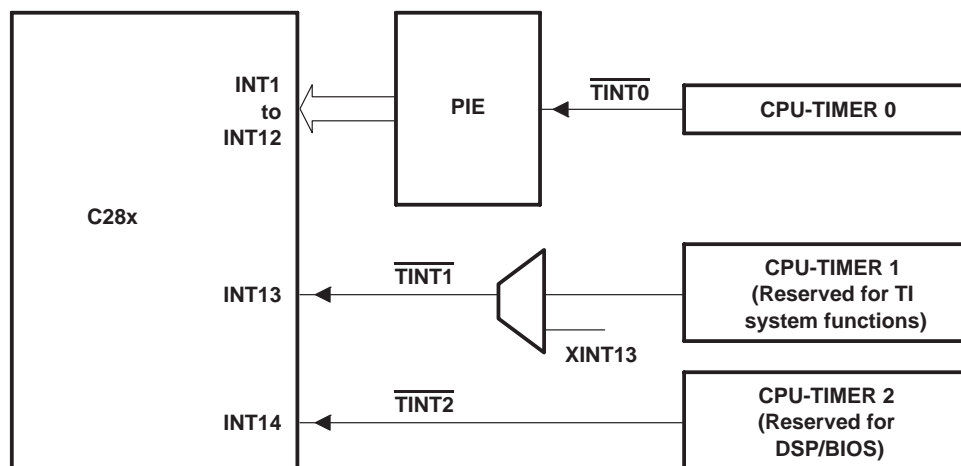 INT1
to
INT12
PIE
TINT0
CPU-TIMER 0
C28x
INT13
TINT1
XINT13
CPU-TIMER 1
(Reserved for TI
system functions)
INT14
TINT2
CPU-TIMER 2
(Reserved for
DSP/BIOS)